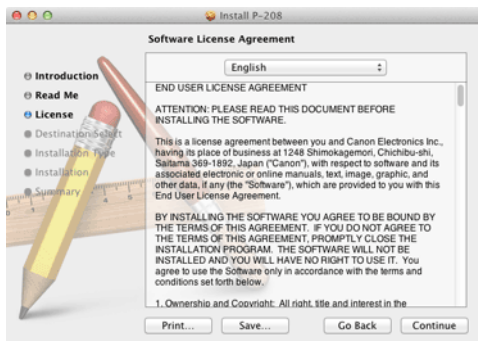 Install P-208
Software License Agreement
English
Introduction
Read Me
License
Destination Select
Installation Type
Installation
Summary
END USER LICENSE AGREEMENT
ATTENTION: PLEASE READ THIS DOCUMENT BEFORE
INSTALLING THE SOFTWARE.
This is a license agreement between you and Canon Electronics Inc.,
having its place of business at 1248 Shimokagemori, Chichibu-shi,
Saitama 369-1892, Japan ("Canon"), with respect to software and its
associated electronic or online manuals, text, image, graphic, and
other data, if any (the "Software"), which are provided to you with this
End User License Agreement.
BY INSTALLING THE SOFTWARE YOU AGREE TO BE BOUND BY
THE TERMS OF THIS AGREEMENT. IF YOU DO NOT AGREE TO
THE TERMS OF THIS AGREEMENT, PROMPTLY CLOSE THE
INSTALLATION PROGRAM. THE SOFTWARE WILL NOT BE
INSTALLED AND YOU WILL HAVE NO RIGHT TO USE IT. You
agree to use the Software only in accordance with the terms and
conditions set forth below.
1. Ownership and Copyright: All right, title and interest in the
Print...
Save...
Go Back
Continue